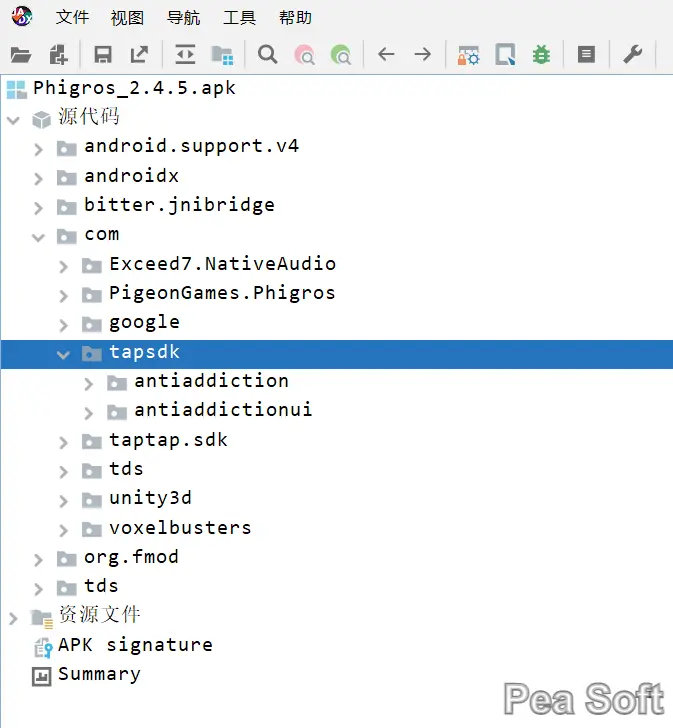 文件 视图 导航 工具 帮助
Phigros_2.4.5.apk
源代码
android.support.v4
androidx
bitter.jnibridge
com
Exceed7.NativeAudio
PigeonGames.Phigros
google
tapsdk
antiaddiction
antiaddictionui
taptap.sdk
tds
unity3d
voxelbusters
org.fmod
tds
资源文件
APK signature
Summary
Pea Soft